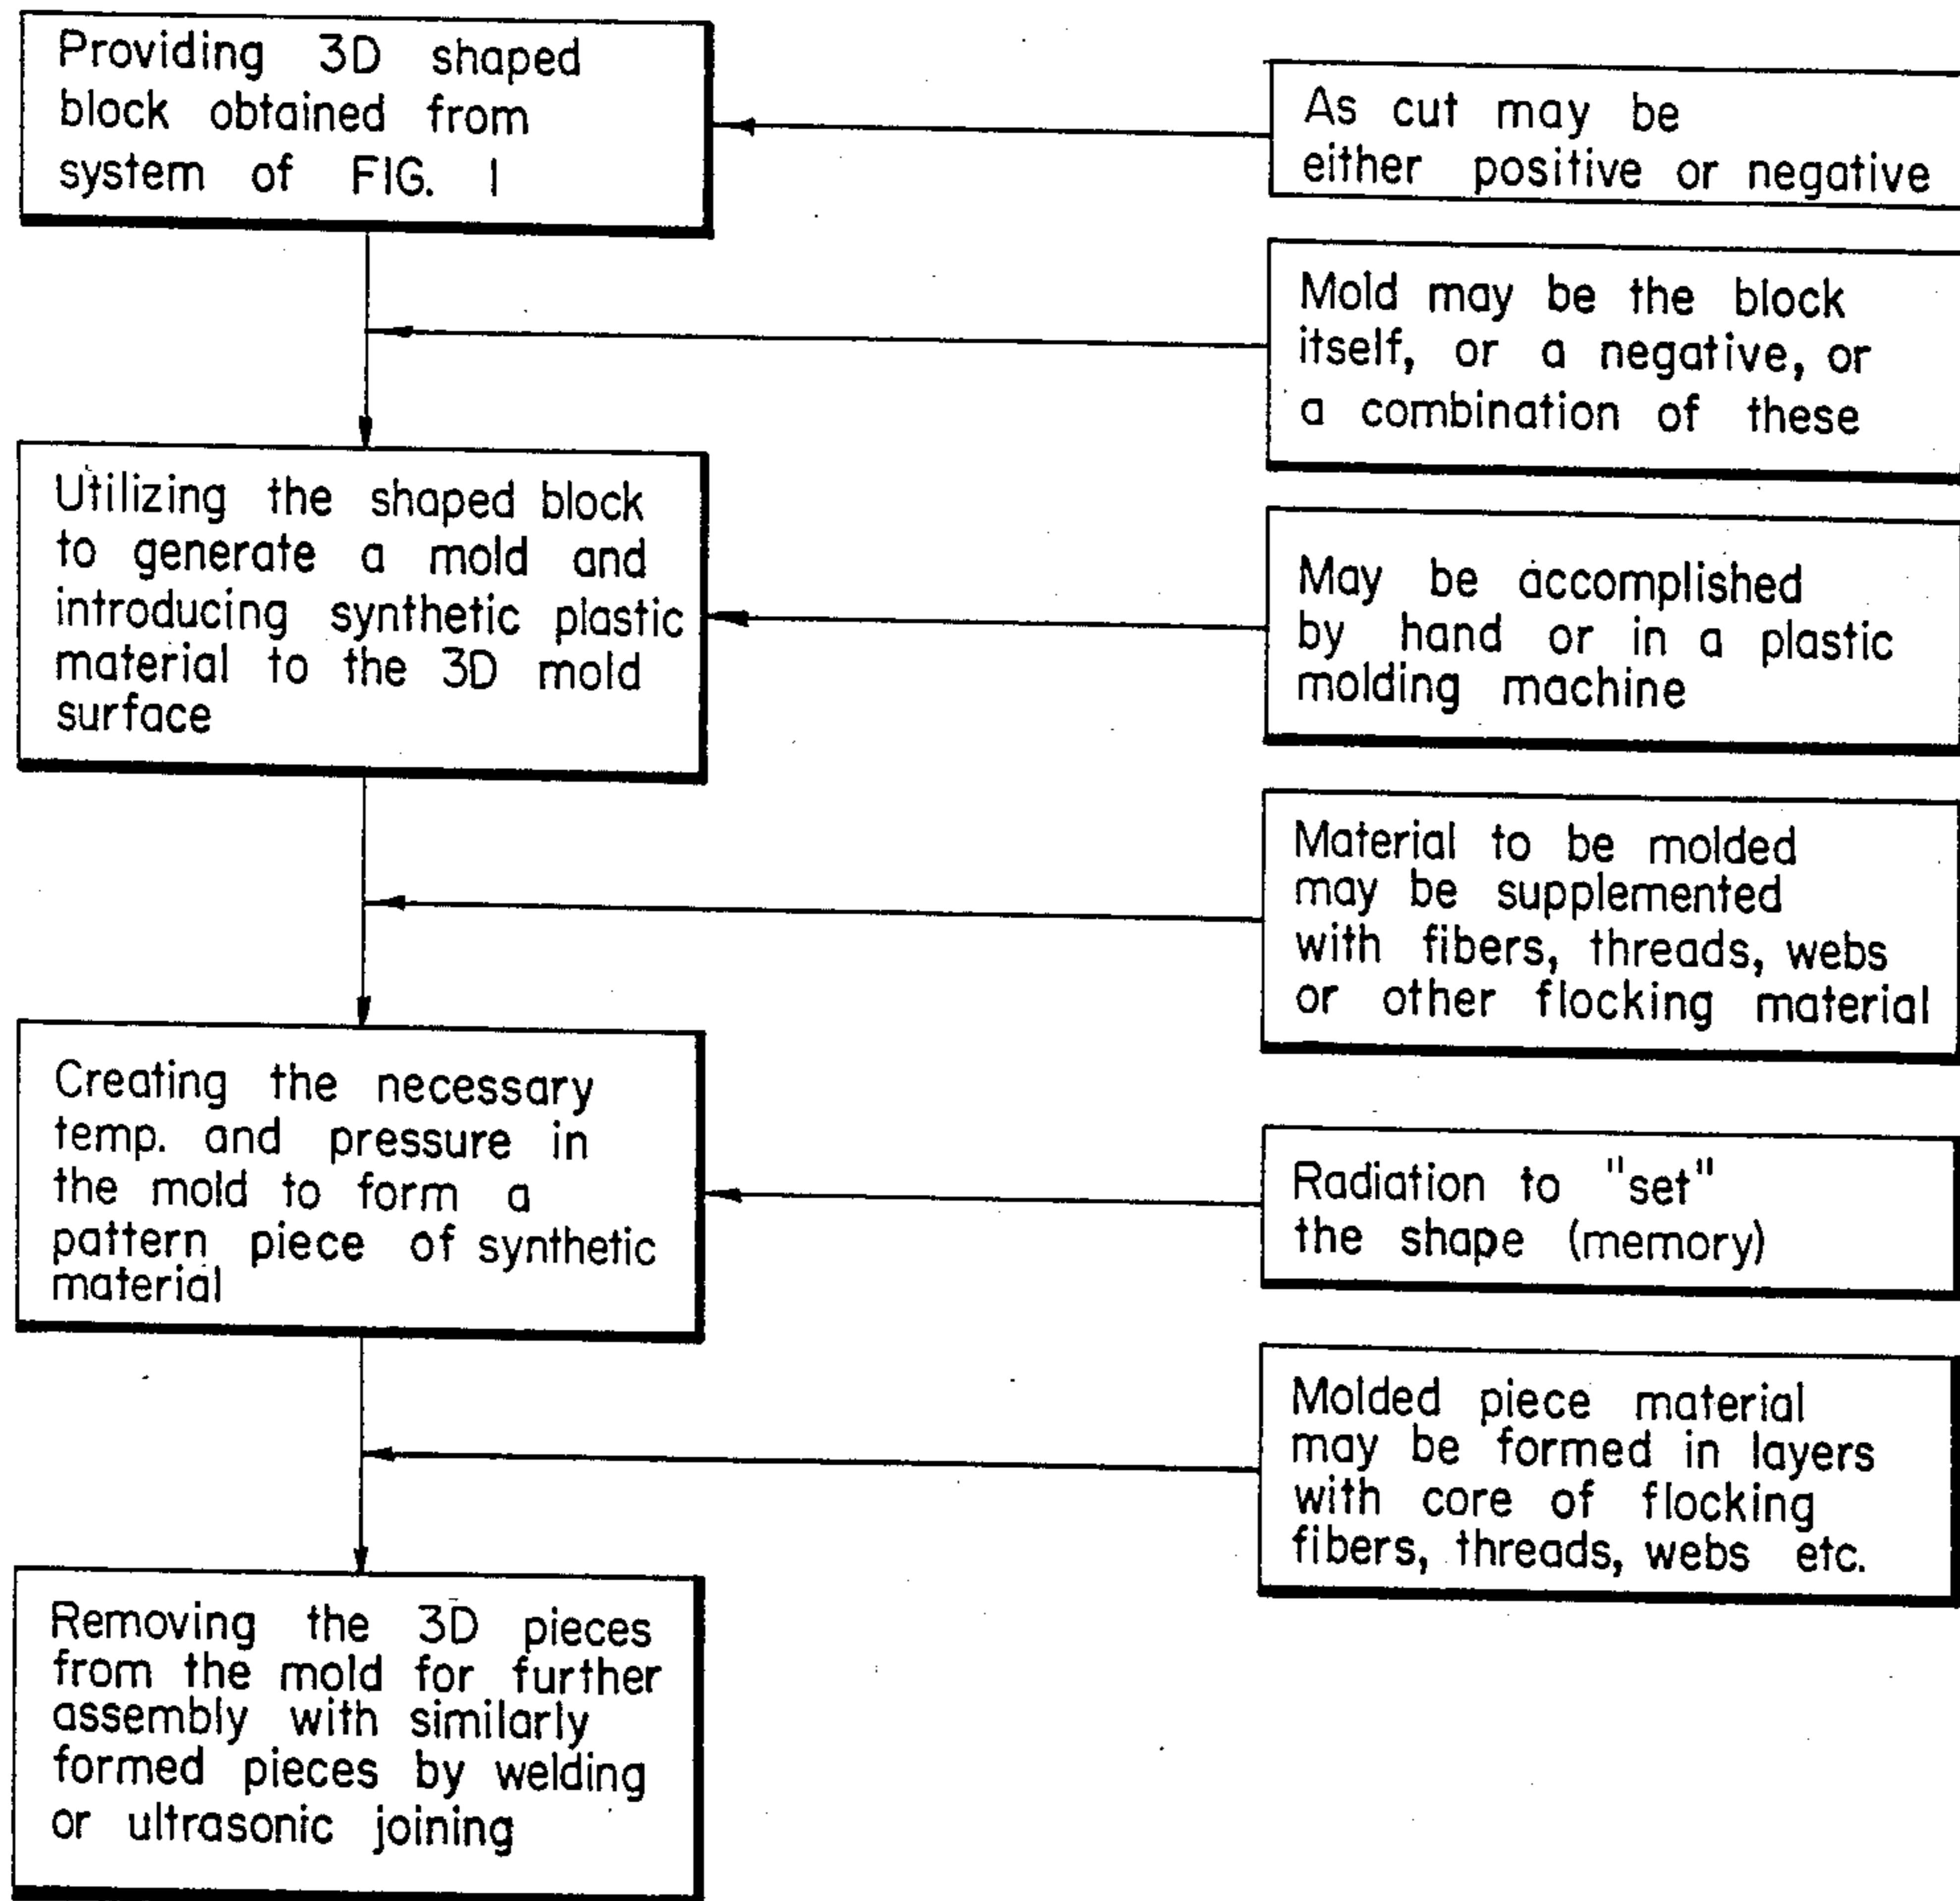 Providing 3D shaped
block obtained from
system of FIG. 1
As cut may be
either positive or negative
Mold may be the block
itself, or a negative, or
a combination of these
Utilizing the shaped block
to generate a mold and
introducing synthetic plastic
material to the 3D mold
surface
May be accomplished
by hand or in a plastic
molding machine
Material to be molded
may be supplemented
with fibers, threads, webs
or other flocking material
Creating the necessary
temp. and pressure in
the mold to form a
pattern piece of synthetic
material
Radiation to "set"
the shape (memory)
Molded piece material
may be formed in layers
with core of flocking
fibers, threads, webs etc.
Removing the 3D pieces
from the mold for further
assembly with similarly
formed pieces by welding
or ultrasonic joining